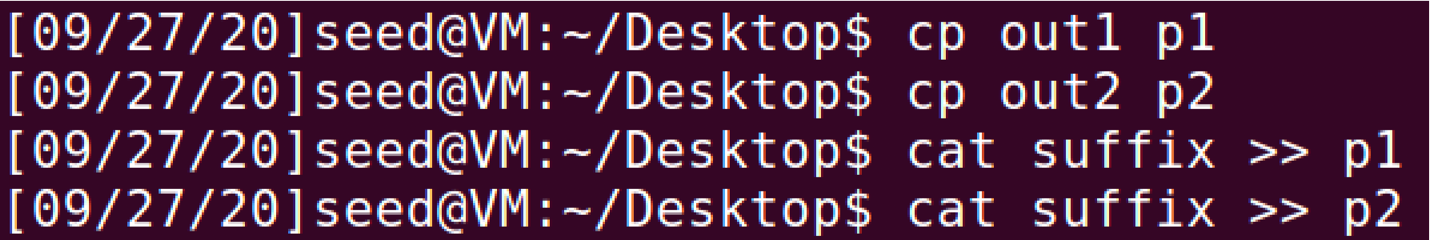 [09/27/20]seed@VM:~/Desktop$ cp out1 p1
[09/27/20]seed@VM:~/Desktop$ cp out2 p2
[09/27/20]seed@VM:~/Desktop$ cat suffix >> p1
[09/27/20]seed@VM:~/Desktop$ cat suffix >> p2